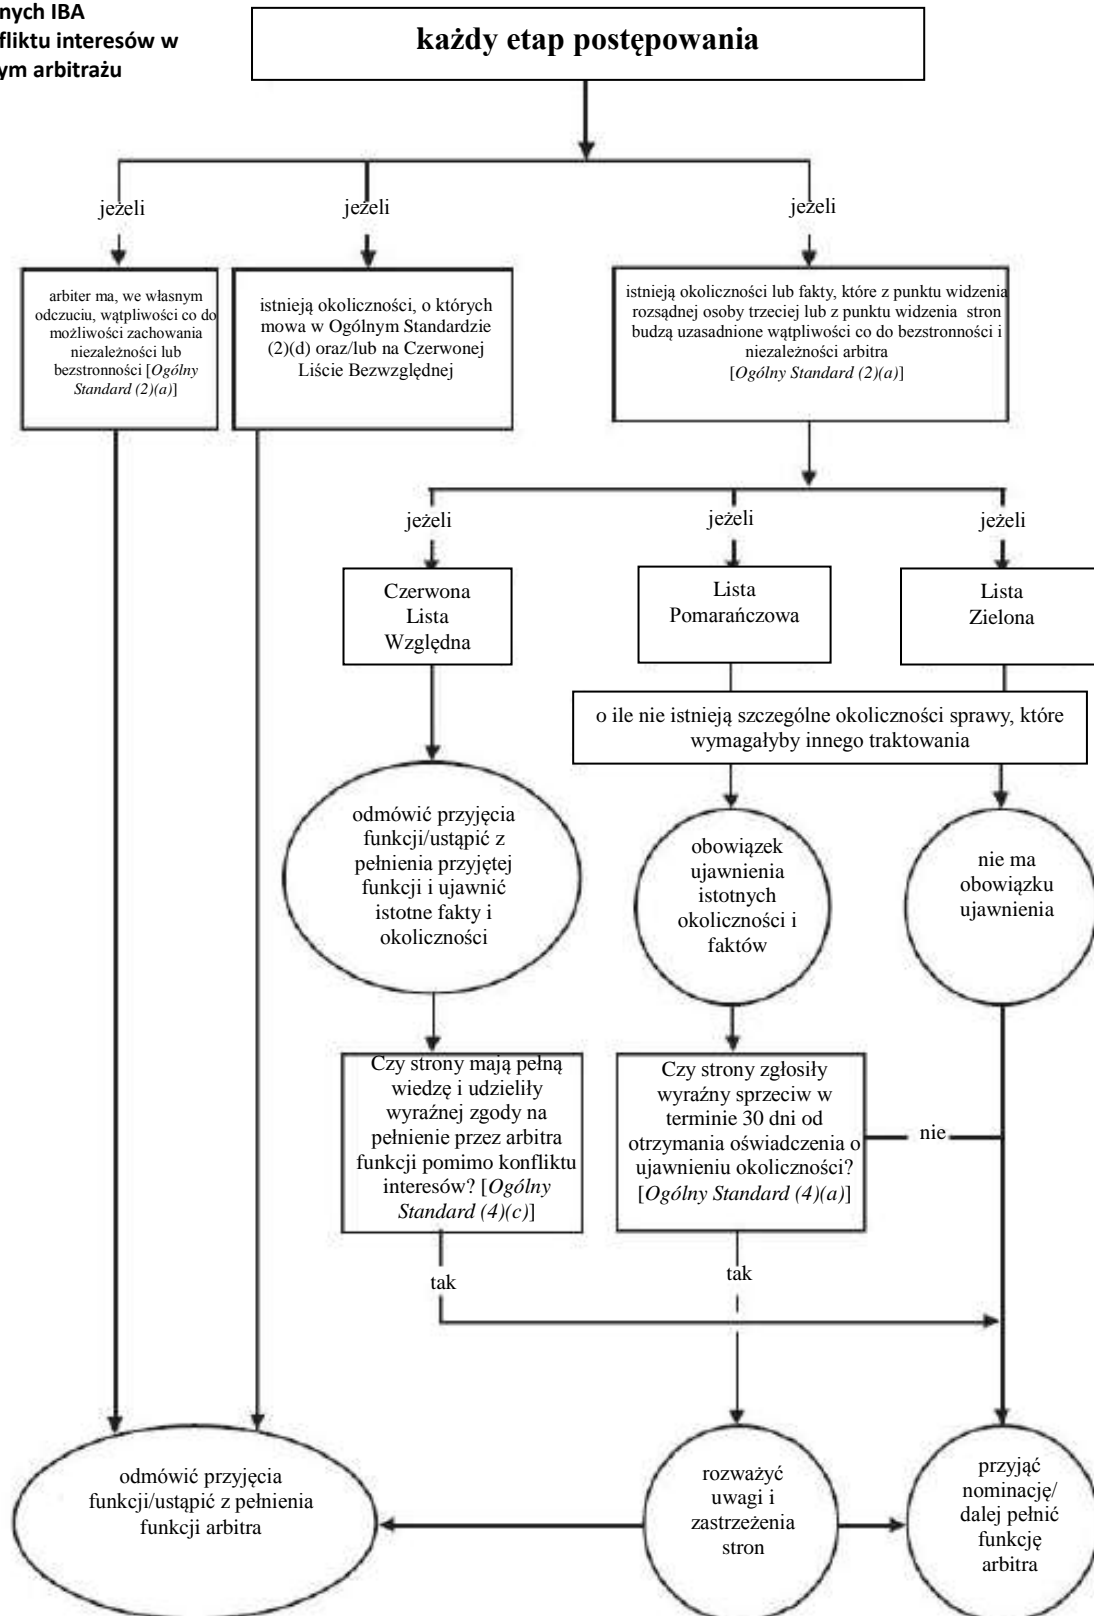 nych IBA
fliktu interesów w
ym arbitrażu
każdy etap postępowania
jeżeli
jeżeli
jeżeli
arbiter ma, we własnym
odczuciu, wątpliwości co do
możliwości zachowania
niezależności lub
bezstronności [Ogólny
Standard (2)(a)]
istnieją okoliczności, o których
mowa w Ogólnym Standardzie
(2)(d) oraz/lub na Czerwonej
Liście Bezwzględnej
istnieją okoliczności lub fakty, które z punktu widzenia
rozsądnej osoby trzeciej lub z punktu widzenia stron
budzą uzasadnione wątpliwości co do bezstronności i
niezależności arbitra
[Ogólny Standard (2)(a)]
jeżeli
jeżeli
jeżeli
Czerwona
Lista
Względna
Lista
Pomarańczowa
Lista
Zielona
o ile nie istnieją szczególne okoliczności sprawy, które
wymagałyby innego traktowania
odmówić przyjęcia
funkcji/ustąpić z
pełnienia przyjętej
funkcji i ujawnić
istotne fakty i
okoliczności
obowiązek
ujawnienia
istotnych
okoliczności i
faktów
nie ma
obowiązku
ujawnienia
Czy strony mają pełną
wiedzę i udzieliły
wyraźnej zgody na
pełnienie przez arbitra
funkcji pomimo konfliktu
interesów? [Ogólny
Standard (4)(c)]
Czy strony zgłosiły
wyraźny sprzeciw w
terminie 30 dni od
otrzymania oświadczenia o
ujawnieniu okoliczności?
[Ogólny Standard (4)(a)]
nie
tak
tak
odmówić przyjęcia
funkcji/ustąpić z pełnienia
funkcji arbitra
rozważyć
uwagi i
zastrzeżenia
stron
przyjąć
nominację/
dalej pełnić
funkcję
arbitra